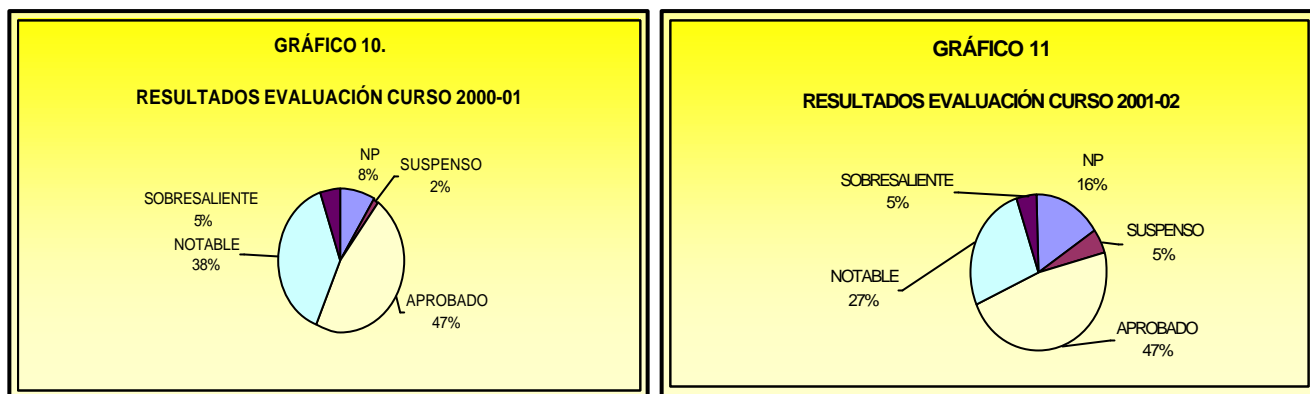 GRÁFICO 10.
RESULTADOS EVALUACIÓN CURSO 2000-01
NP
8%
SUSPENSO
2%
SOBRESALIENTE
5%
NOTABLE
38%
APROBADO
47%
GRÁFICO 11
RESULTADOS EVALUACIÓN CURSO 2001-02
NP
16%
SOBRESALIENTE
5%
SUSPENSO
5%
NOTABLE
27%
APROBADO
47%